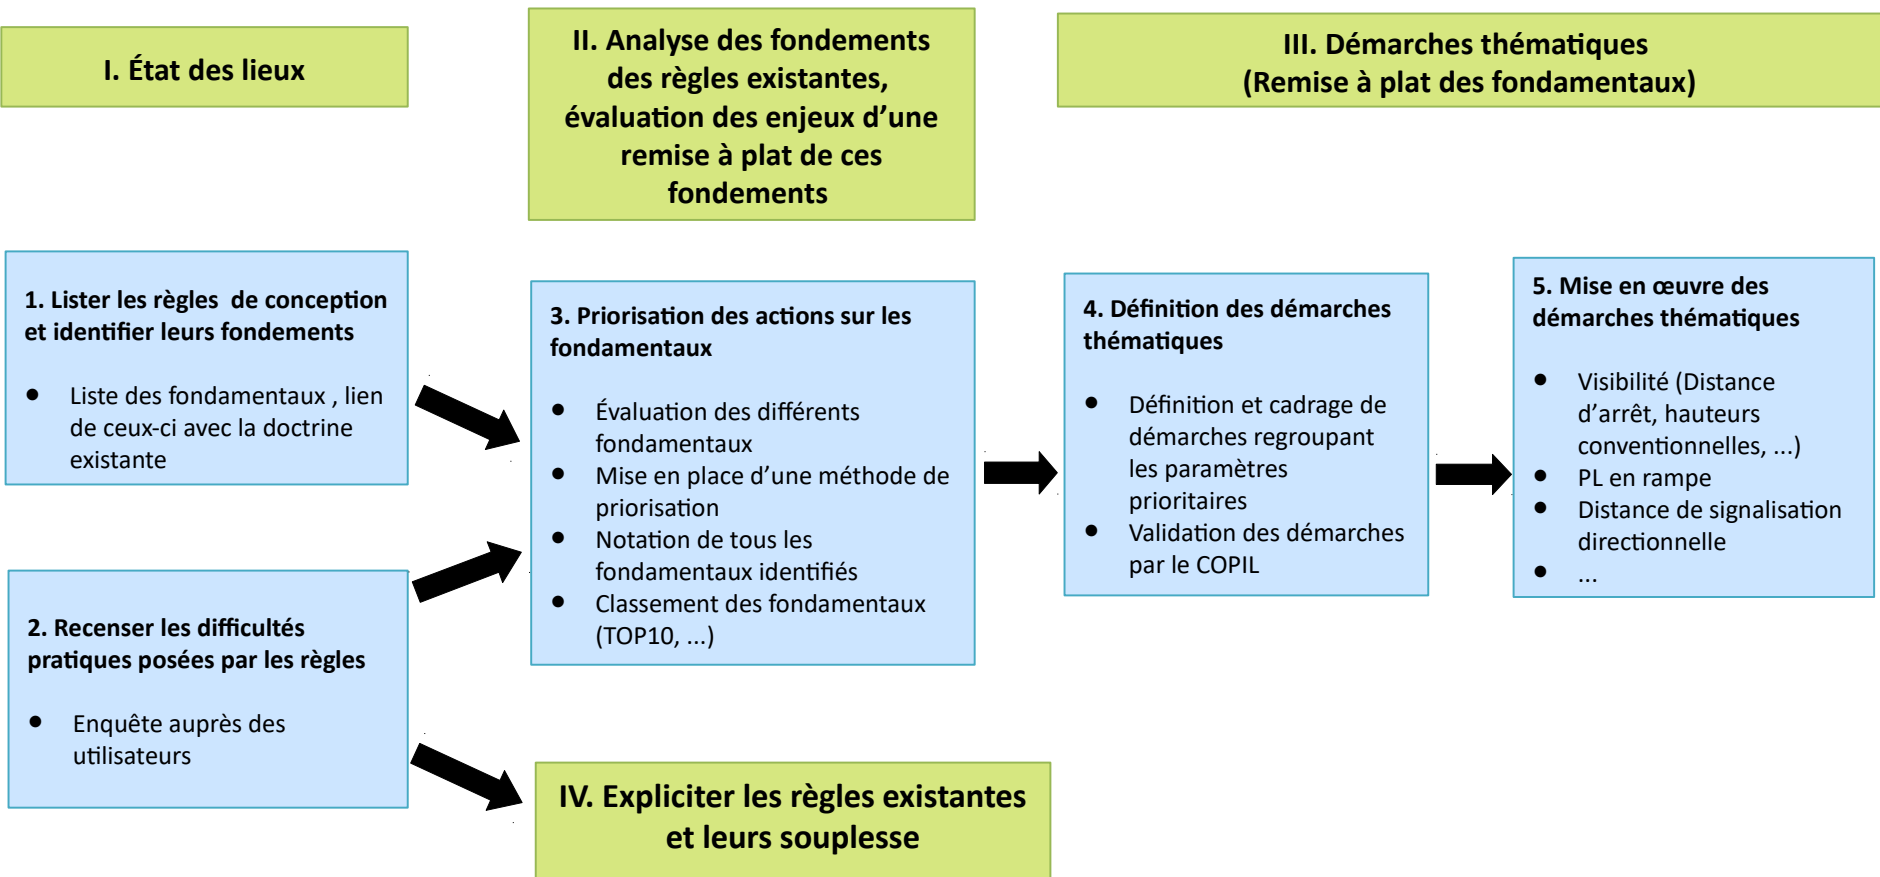 I. État des lieux
II. Analyse des fondements
des règles existantes,
évaluation des enjeux d’une
remise à plat de ces
fondements
III. Démarches thématiques
(Remise à plat des fondamentaux)
1. Lister les règles de conception
et identifier leurs fondements
● Liste des fondamentaux , lien
de ceux-ci avec la doctrine
existante
2. Recenser les difficultés
pratiques posées par les règles
● Enquête auprès des
utilisateurs
3. Priorisation des actions sur les
fondamentaux
● Évaluation des différents
fondamentaux
● Mise en place d’une méthode de
priorisation
● Notation de tous les
fondamentaux identifiés
● Classement des fondamentaux
(TOP10, ...)
4. Définition des démarches
thématiques
● Définition et cadrage de
démarches regroupant
les paramètres
prioritaires
● Validation des démarches
par le COPIL
5. Mise en œuvre des
démarches thématiques
● Visibilité (Distance
d’arrêt, hauteurs
conventionnelles, ...)
● PL en rampe
● Distance de signalisation
directionnelle
● ...
IV. Expliciter les règles existantes
et leurs souplesse